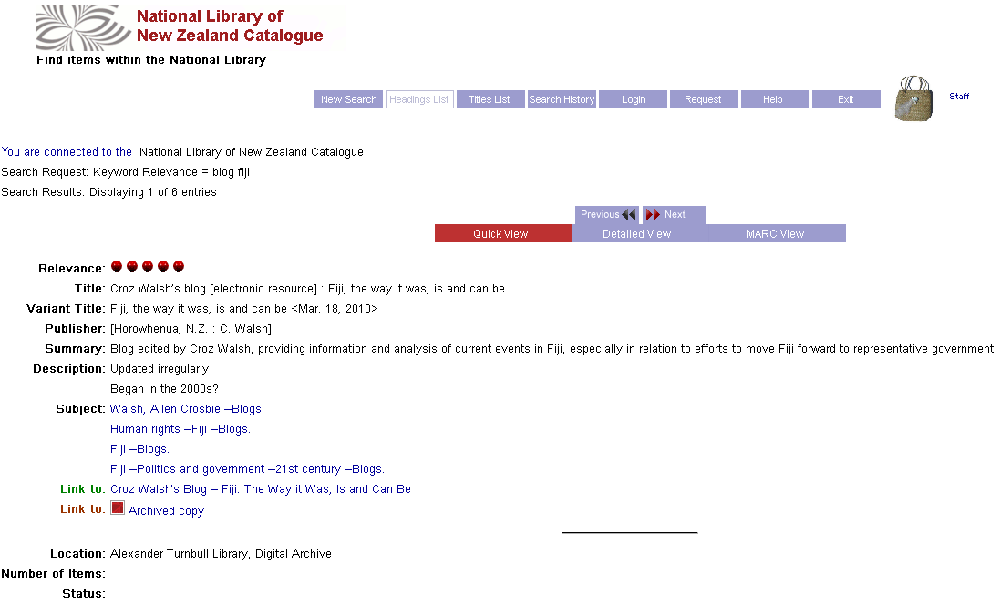 National Library of
New Zealand Catalogue
Find items within the National Library
New Search Headings List Titles List Search History Login Request Help Exit Staff
You are connected to the National Library of New Zealand Catalogue
Search Request: Keyword Relevance = blog fiji
Search Results: Displaying 1 of 6 entries
Previous Next
Quick View Detailed View MARC View
Relevance:
Title: Croz Walsh's blog [electronic resource] : Fiji, the way it was, is and can be.
Variant Title: Fiji, the way it was, is and can be <Mar. 18, 2010>
Publisher: [Horowhenua, N.Z. : C. Walsh]
Summary: Blog edited by Croz Walsh, providing information and analysis of current events in Fiji, especially in relation to efforts to move Fiji forward to representative government.
Description: Updated irregularly
Began in the 2000s?
Subject: Walsh, Allen Crosbie –Blogs.
Human rights –Fiji –Blogs.
Fiji –Blogs.
Fiji –Politics and government –21st century –Blogs.
Link to: Croz Walsh's Blog – Fiji: The Way it Was, Is and Can Be
Link to: Archived copy
Location: Alexander Turnbull Library, Digital Archive
Number of Items:
Status: